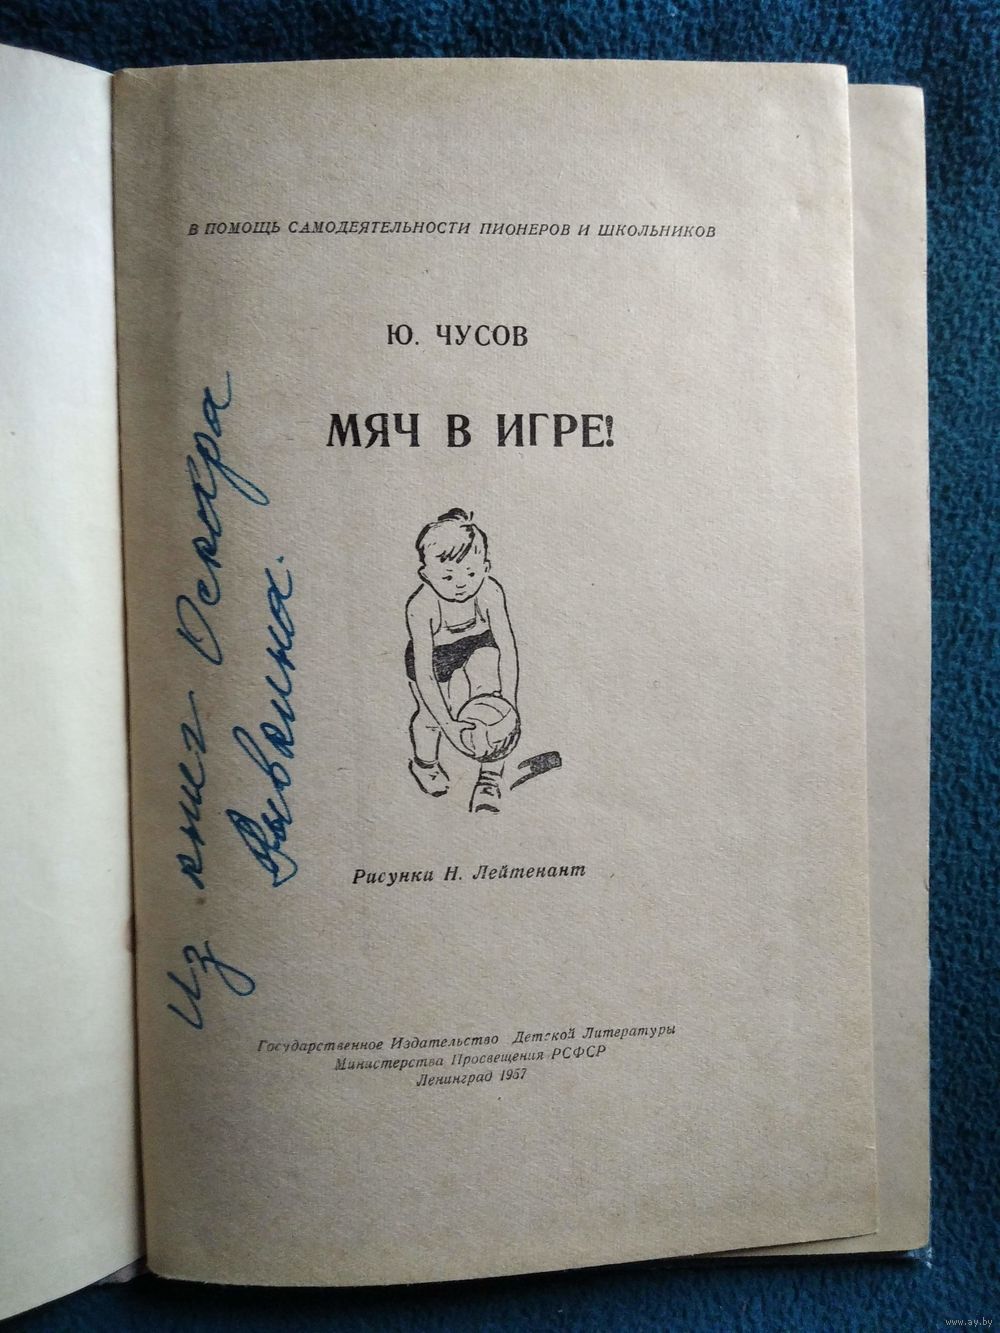 В ПОМОЩЬ САМОДЕЯТЕЛЬНОСТИ ПИОНЕРОВ И ШКОЛЬНИКОВ
Ю. ЧУСОВ
МЯЧ В ИГРЕ!
Рисунки Н. Лейтенант
Государственное Издательство Детской Литературы
Министерства Просвещения РСФСР
Ленинград 1957
Из книг Оскара
www.ay.by